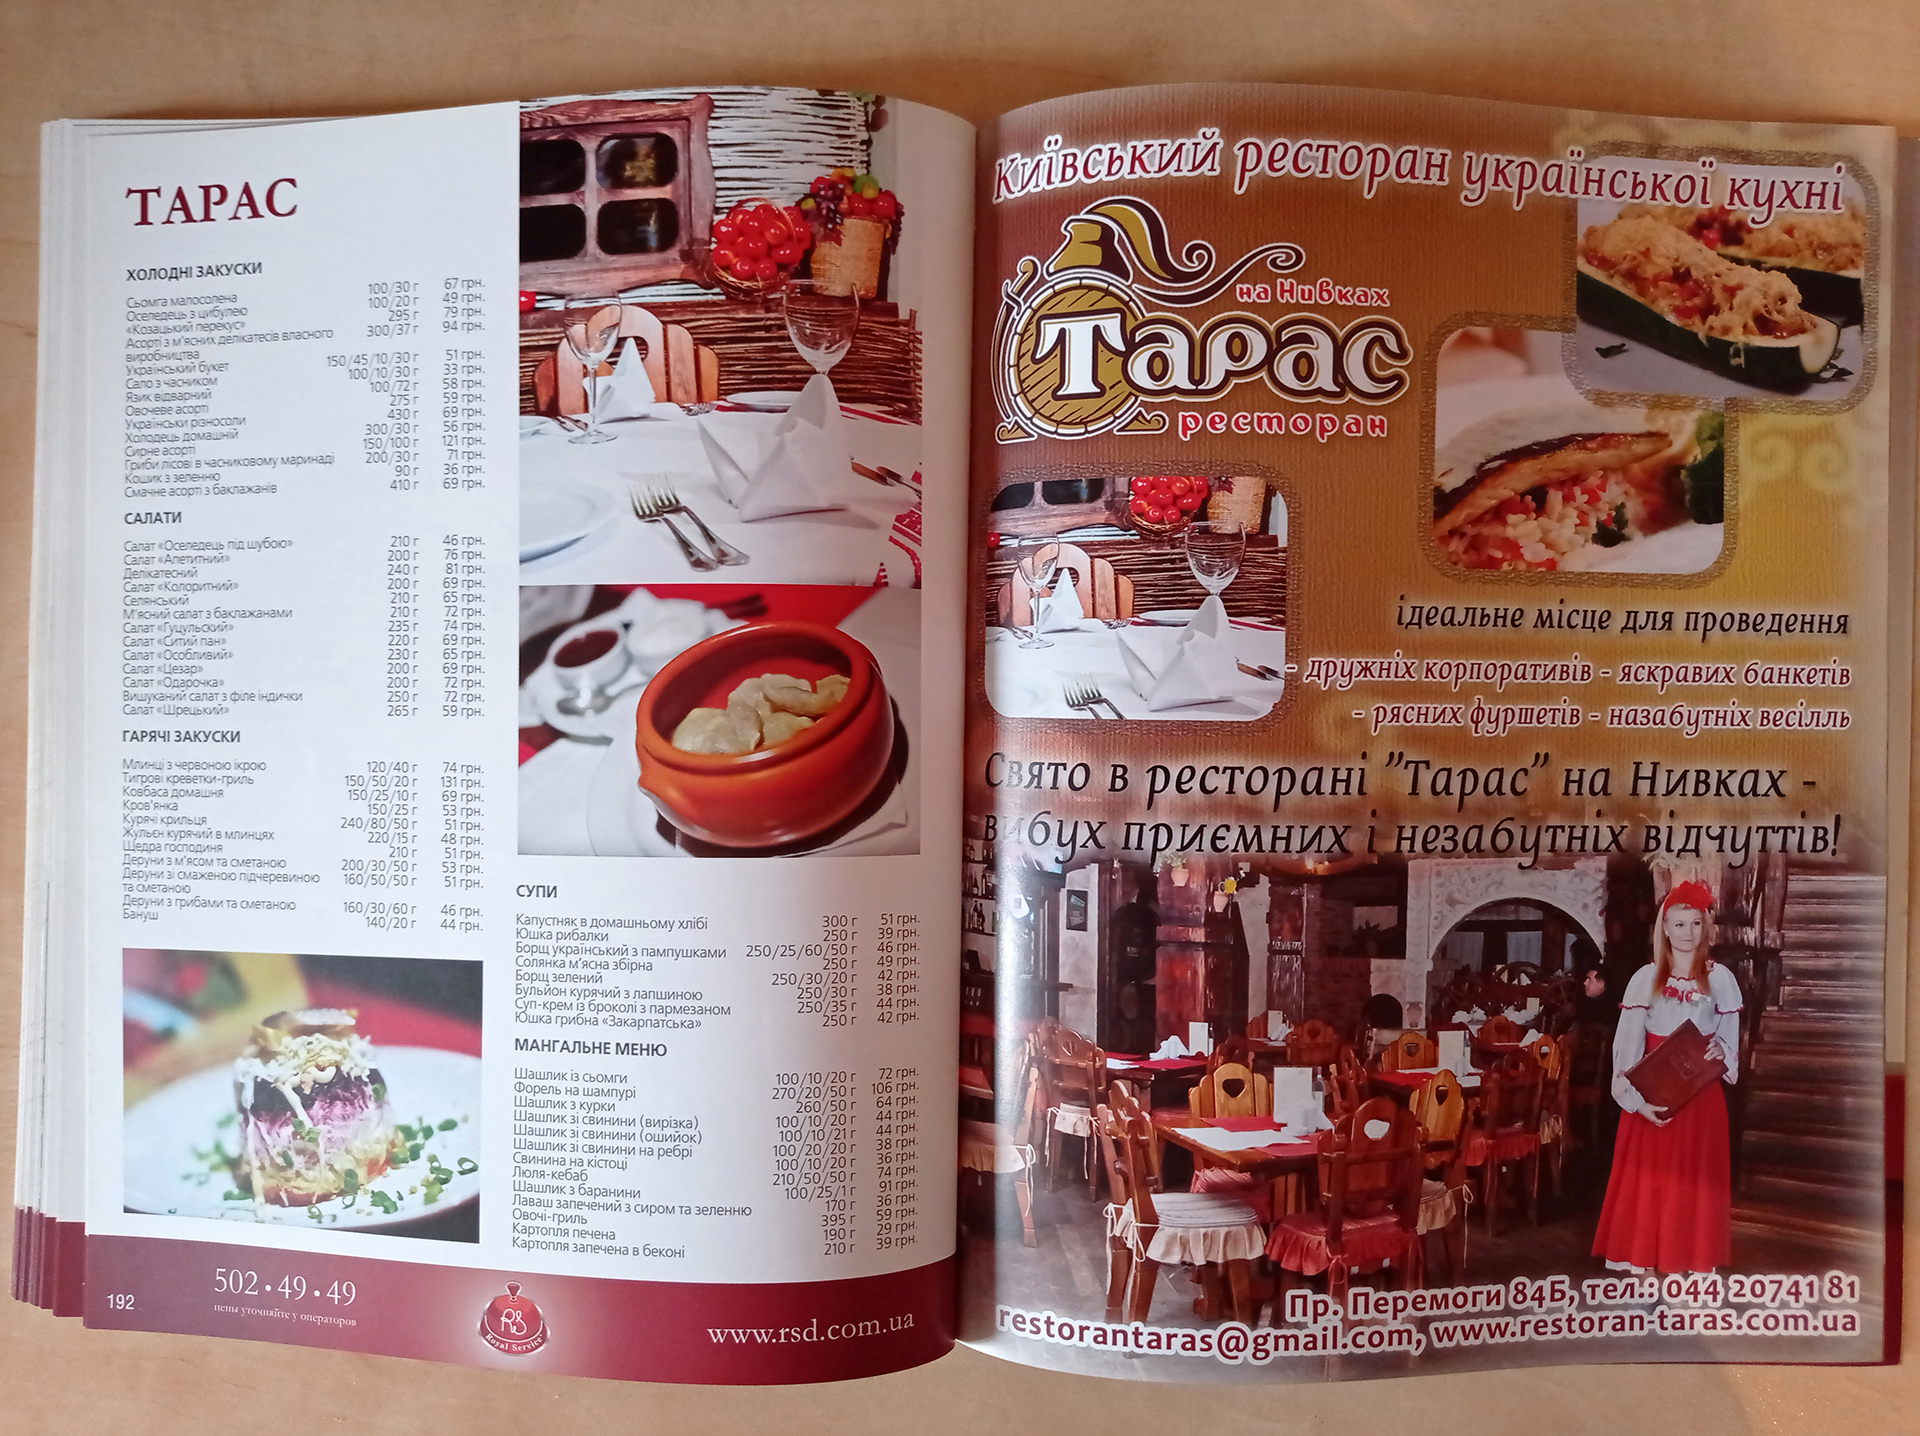 ТАРАС
ХОЛОДНІ ЗАКУСКИ
Сьомга малосолена 100/30 г 67 грн.
Оселедець з цибулею 100/20 г 49 грн.
«Козацький перекус» 295 г 79 грн.
Асорті з м'ясних делікатесів власного 300/37 г 94 грн.
виробництва
Український букет 150/45/10/30 г 51 грн.
Сало з часником 100/10/30 г 33 грн.
Язик відварний 100/72 г 58 грн.
Овочеве асорті 275 г 59 грн.
Українськи різносоли 430 г 69 грн.
Холодець домашній 300/30 г 56 грн.
Сирне асорті 150/100 г 121 грн.
Гриби лісові в часниковому маринаді 200/30 г 71 грн.
Кошик з зеленню 90 г 36 грн.
Смачне асорті з баклажанів 410 г 69 грн.
САЛАТИ
Салат «Оселедець під шубою» 210 г 46 грн.
Салат «Апетитний» 200 г 76 грн.
Делікатесний 240 г 81 грн.
Салат «Колоритний» 200 г 69 грн.
Селянський 210 г 65 грн.
М'ясний салат з баклажанами 210 г 72 грн.
Салат «Гуцульский» 235 г 74 грн.
Салат «Ситий пан» 220 г 69 грн.
Салат «Особливий» 230 г 65 грн.
Салат «Цезар» 200 г 69 грн.
Салат «Одарочка» 200 г 72 грн.
Вишуканий салат з філе індички 250 г 72 грн.
Салат «Шрецький» 265 г 59 грн.
ГАРЯЧІ ЗАКУСКИ
Млинці з червоною ікрою 120/40 г 74 грн.
Тигрові креветки-гриль 150/50/20 г 131 грн.
Ковбаса домашня 150/25/10 г 69 грн.
Кров'янка 150/25 г 53 грн.
Курячі крильця 240/80/50 г 51 грн.
Жульєн курячий в млинцях 220/15 г 48 грн.
Щедра господиня 210 г 51 грн.
Деруни з м'ясом та сметаною 200/30/50 г 53 грн.
Деруни зі смаженою підчеревиною 160/50/50 г 51 грн.
та сметаною
Деруни з грибами та сметаною 160/30/60 г 46 грн.
Бануш 140/20 г 44 грн.
СУПИ
Капустняк в домашньому хлібі 300 г 51 грн.
Юшка рибалки 250 г 39 грн.
Борщ український з пампушками 250/25/60/50 г 46 грн.
Солянка м'ясна збірна 250 г 49 грн.
Борщ зелений 250/30/20 г 42 грн.
Бульйон курячий з лапшиною 250/30 г 38 грн.
Суп-крем із броколі з пармезаном 250/35 г 44 грн.
Юшка грибна «Закарпатська» 250 г 42 грн.
МАНГАЛЬНЕ МЕНЮ
Шашлик із сьомги 100/10/20 г 72 грн.
Форель на шампурі 270/20/50 г 106 грн.
Шашлик з курки 260/50 г 64 грн.
Шашлик зі свинини (вирізка) 100/10/20 г 44 грн.
Шашлик зі свинини (ошийок) 100/10/21 г 44 грн.
Шашлик зі свинини на ребрі 100/20/20 г 38 грн.
Свинина на кістоці 100/10/20 г 36 грн.
Люля-кебаб 210/50/50 г 74 грн.
Шашлик з баранини 100/25/1 г 91 грн.
Лаваш запечений з сиром та зеленню 170 г 36 грн.
Овочі-гриль 395 г 59 грн.
Картопля печена 190 г 29 грн.
Картопля запечена в беконі 210 г 39 грн.
192
502•49•49
цены уточняйте у операторов
RS
Royal Service
www.rsd.com.ua
Київський ресторан української кухні
на Нивках
Тарас
ресторан
ідеальне місце для проведення
- дружніх корпоративів - яскравих банкетів
- рясних фуршетів - назабутніх весілль
Свято в ресторані "Тарас" на Нивках -
вибух приємних і незабутніх відчуттів!
Пр. Перемоги 84Б, тел.: 044 20741 81
restorantaras@gmail.com, www.restoran-taras.com.ua